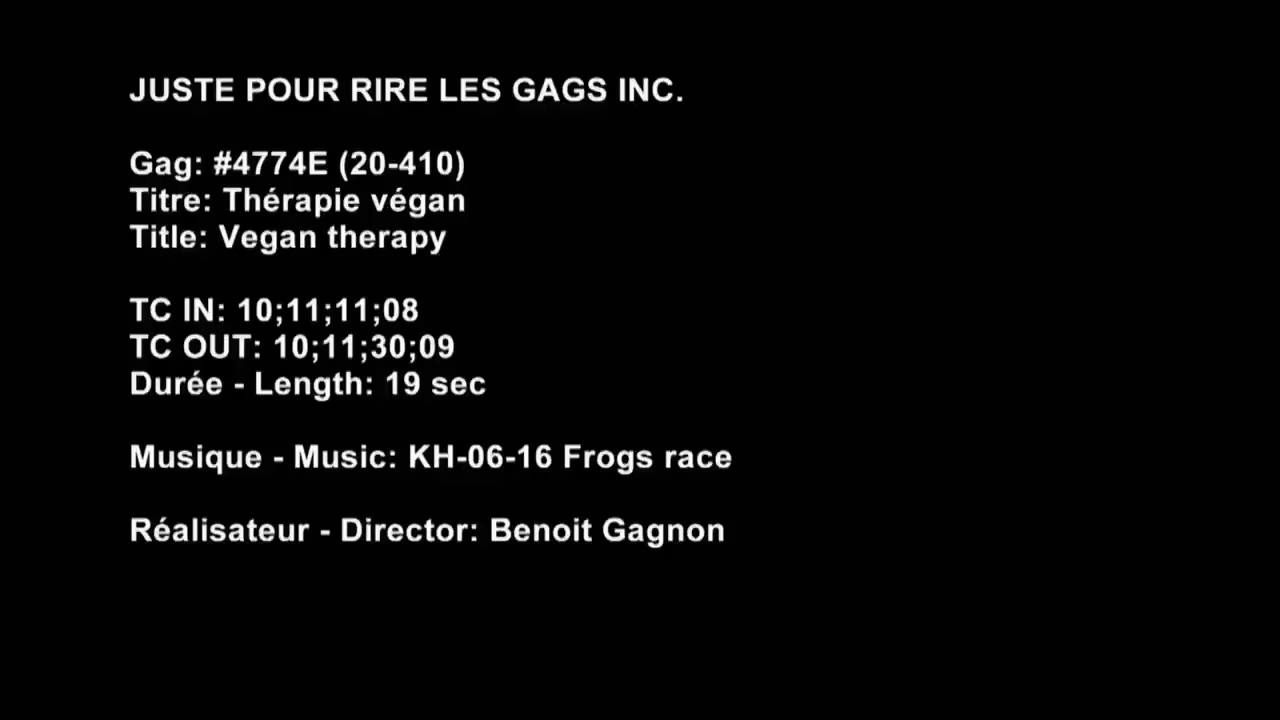 JUSTE POUR RIRE LES GAGS INC.
Gag: #4774E (20-410)
Titre: Thérapie végan
Title: Vegan therapy
TC IN: 10;11;11;08
TC OUT: 10;11;30;09
Durée - Length: 19 sec
Musique - Music: KH-06-16 Frogs race
Réalisateur - Director: Benoit Gagnon